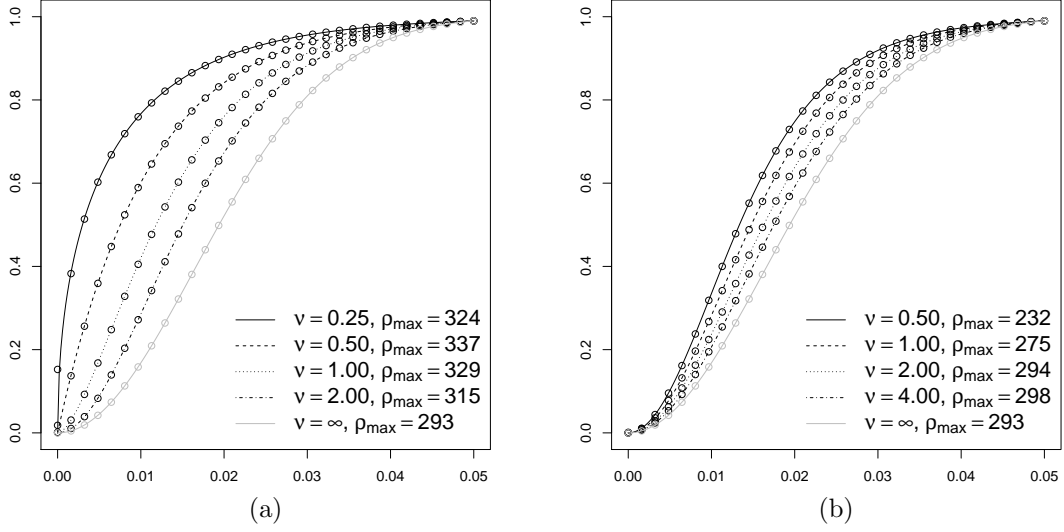 1.0
0.8
0.6
0.4
0.2
0.0
0.00 0.01 0.02 0.03 0.04 0.05
ν = 0.25, ρmax = 324
ν = 0.50, ρmax = 337
ν = 1.00, ρmax = 329
ν = 2.00, ρmax = 315
ν = ∞, ρmax = 293
(a)
1.0
0.8
0.6
0.4
0.2
0.0
0.00 0.01 0.02 0.03 0.04 0.05
ν = 0.50, ρmax = 232
ν = 1.00, ρmax = 275
ν = 2.00, ρmax = 294
ν = 4.00, ρmax = 298
ν = ∞, ρmax = 293
(b)